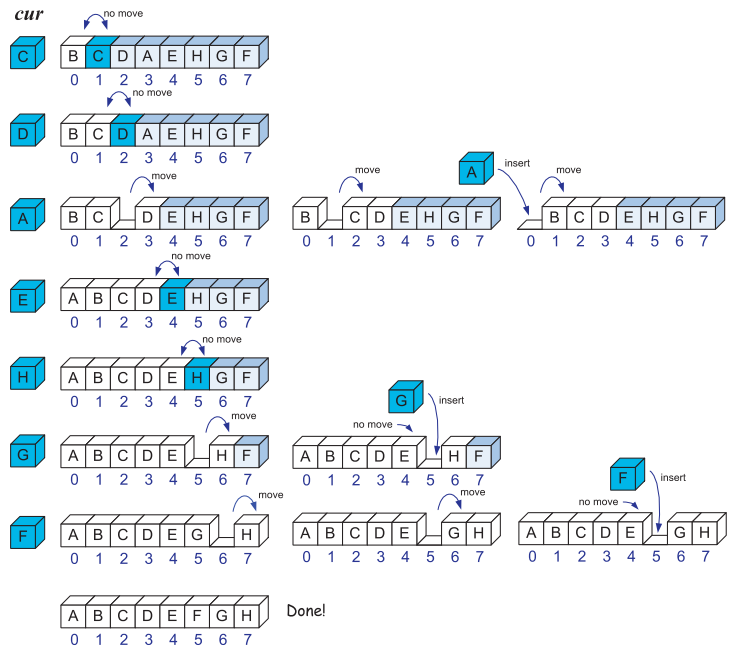 cur
no move
C B C D A E H G F
0 1 2 3 4 5 6 7
no move
D B C D A E H G F
0 1 2 3 4 5 6 7
move move A insert move
A B C D E H G F B C D E H G F B C D E H G F
0 1 2 3 4 5 6 7 0 1 2 3 4 5 6 7 0 1 2 3 4 5 6 7
no move
E A B C D E H G F
0 1 2 3 4 5 6 7
no move
H A B C D E H G F
0 1 2 3 4 5 6 7
G insert
move no move
G A B C D E H F A B C D E H F
0 1 2 3 4 5 6 7 0 1 2 3 4 5 6 7
F insert
move move no move
F A B C D E G H A B C D E G H A B C D E G H
0 1 2 3 4 5 6 7 0 1 2 3 4 5 6 7 0 1 2 3 4 5 6 7
A B C D E F G H Done!
0 1 2 3 4 5 6 7